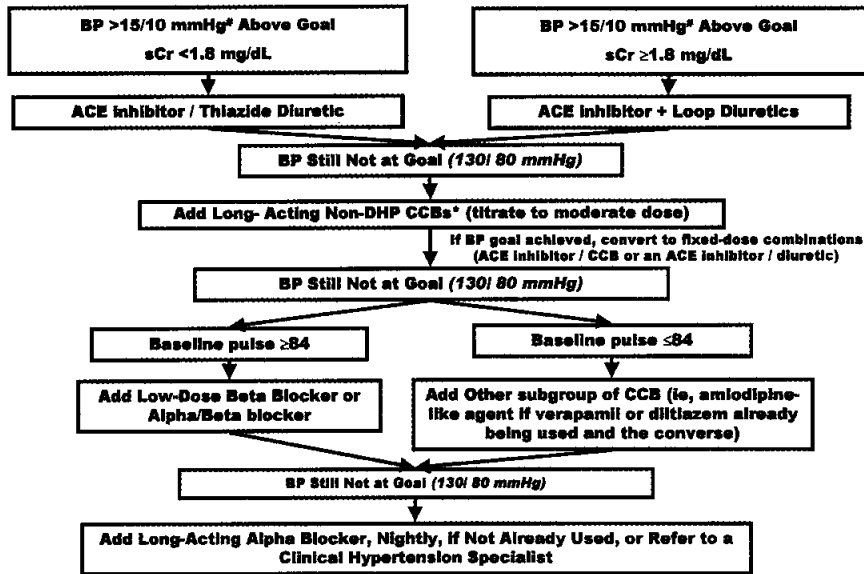 BP >15/10 mmHg# Above Goal
sCr <1.8 mg/dL
BP >15/10 mmHg# Above Goal
sCr ≥1.8 mg/dL
ACE inhibitor / Thiazide Diuretic
ACE inhibitor + Loop Diuretics
BP Still Not at Goal (130/ 80 mmHg)
Add Long- Acting Non-DHP CCBs* (titrate to moderate dose)
If BP goal achieved, convert to fixed-dose combinations
(ACE inhibitor / CCB or an ACE inhibitor / diuretic)
BP Still Not at Goal (130/ 80 mmHg)
Baseline pulse ≥84
Baseline pulse ≤84
Add Low-Dose Beta Blocker or
Alpha/Beta blocker
Add Other subgroup of CCB (ie, amlodipine-
like agent if verapamil or diltiazem already
being used and the converse)
BP Still Not at Goal (130/ 80 mmHg)
Add Long-Acting Alpha Blocker, Nightly, if Not Already Used, or Refer to a
Clinical Hypertension Specialist